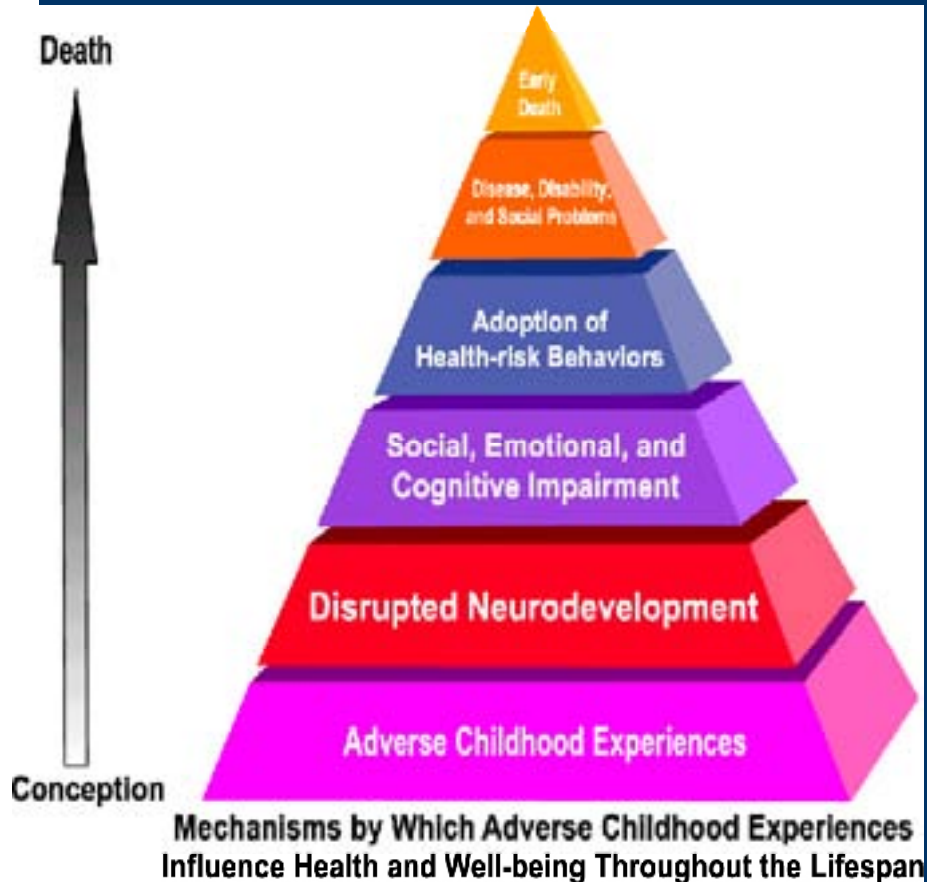 Death
Early
Death
Disease, Disability,
and Social Problems
Adoption of
Health-risk Behaviors
Social, Emotional, and
Cognitive Impairment
Disrupted Neurodevelopment
Adverse Childhood Experiences
Conception
Mechanisms by Which Adverse Childhood Experiences
Influence Health and Well-being Throughout the Lifespan